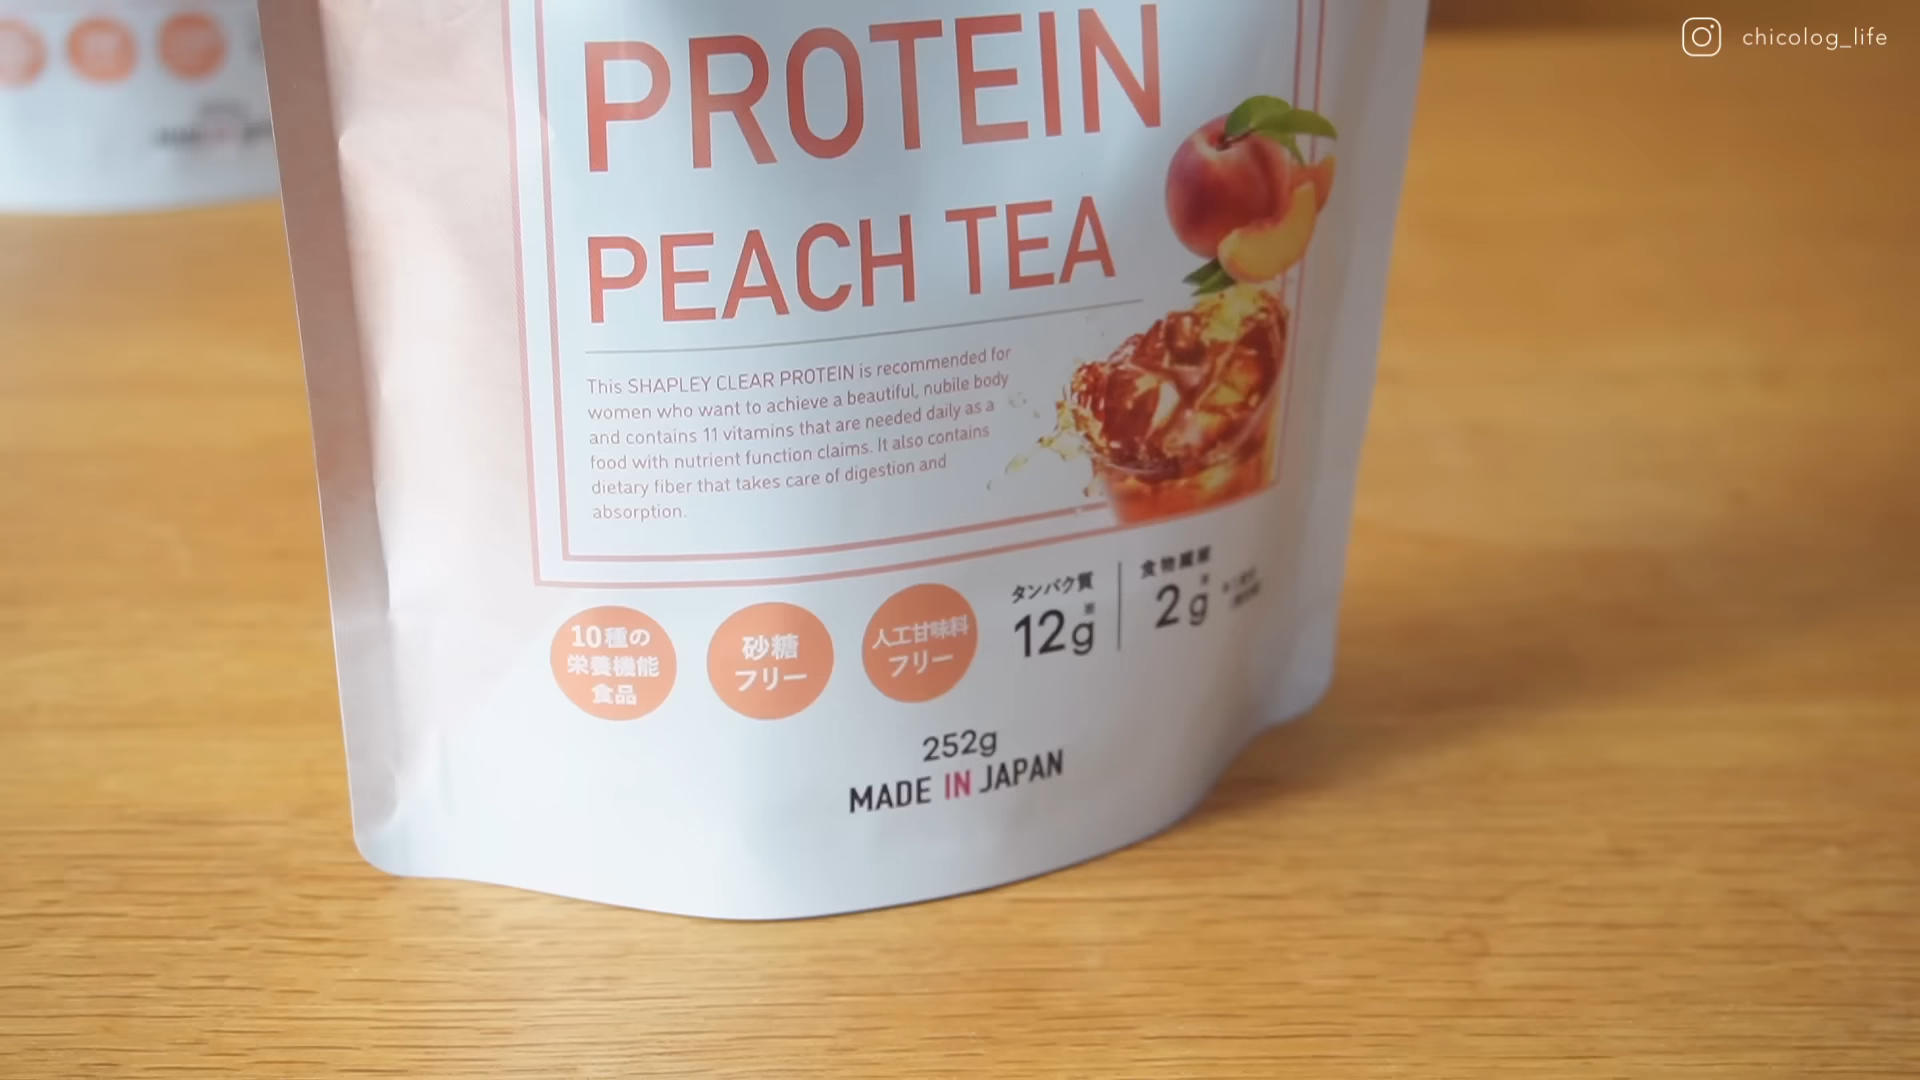 chicolog_life
PROTEIN
PEACH TEA
This SHAPLEY CLEAR PROTEIN is recommended for
women who want to achieve a beautiful, nubile body
and contains 11 vitamins that are needed daily as a
food with nutrient function claims. It also contains
dietary fiber that takes care of digestion and
absorption.
10種の
栄養機能
食品
砂糖
フリー
人工甘味料
フリー
タンパク質
12g
食物繊維
2g
252g
MADE IN JAPAN